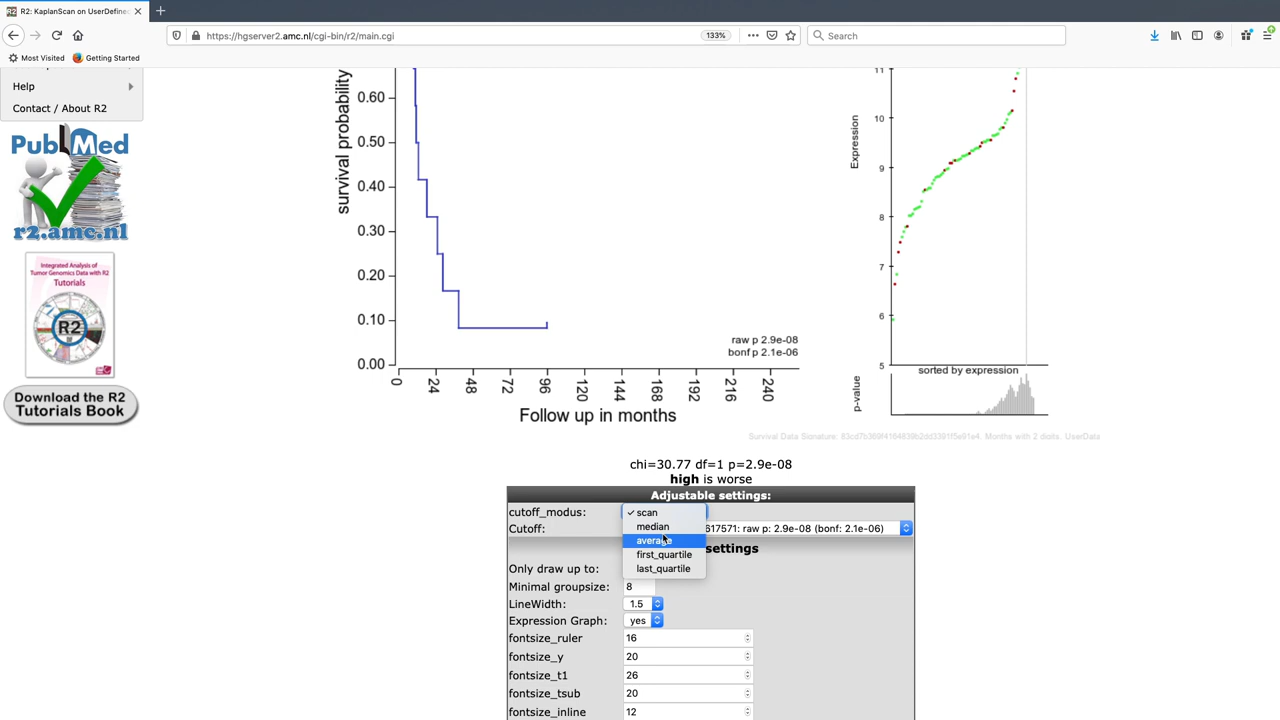 R2: KaplanScan on UserDefine
https://hgserver2.amc.nl/cgi-bin/r2/main.cgi
133%
Search
Most Visited
Getting Started
Help
Contact / About R2
PubMed
r2.amc.nl
Integrated Analysis of
Tumor Genomics Data with R2
Tutorials
R2
Download the R2
Tutorials Book
survival probability
0.60
0.50
0.40
0.30
0.20
0.10
0.00
raw p 2.9e-08
bonf p 2.1e-06
0 24 48 72 96 120 144 168 192 216 240
Follow up in months
Expression
11
10
9
8
7
6
5
sorted by expression
p-value
chi=30.77 df=1 p=2.9e-08
high is worse
Adjustable settings:
cutoff_modus:
✓ scan
median
average
first_quartile
last_quartile
Cutoff:
617571: raw p: 2.9e-08 (bonf: 2.1e-06)
settings
Only draw up to:
Minimal groupsize: 8
LineWidth: 1.5
Expression Graph: yes
fontsize_ruler 16
fontsize_y 20
fontsize_t1 26
fontsize_tsub 20
fontsize_inline 12